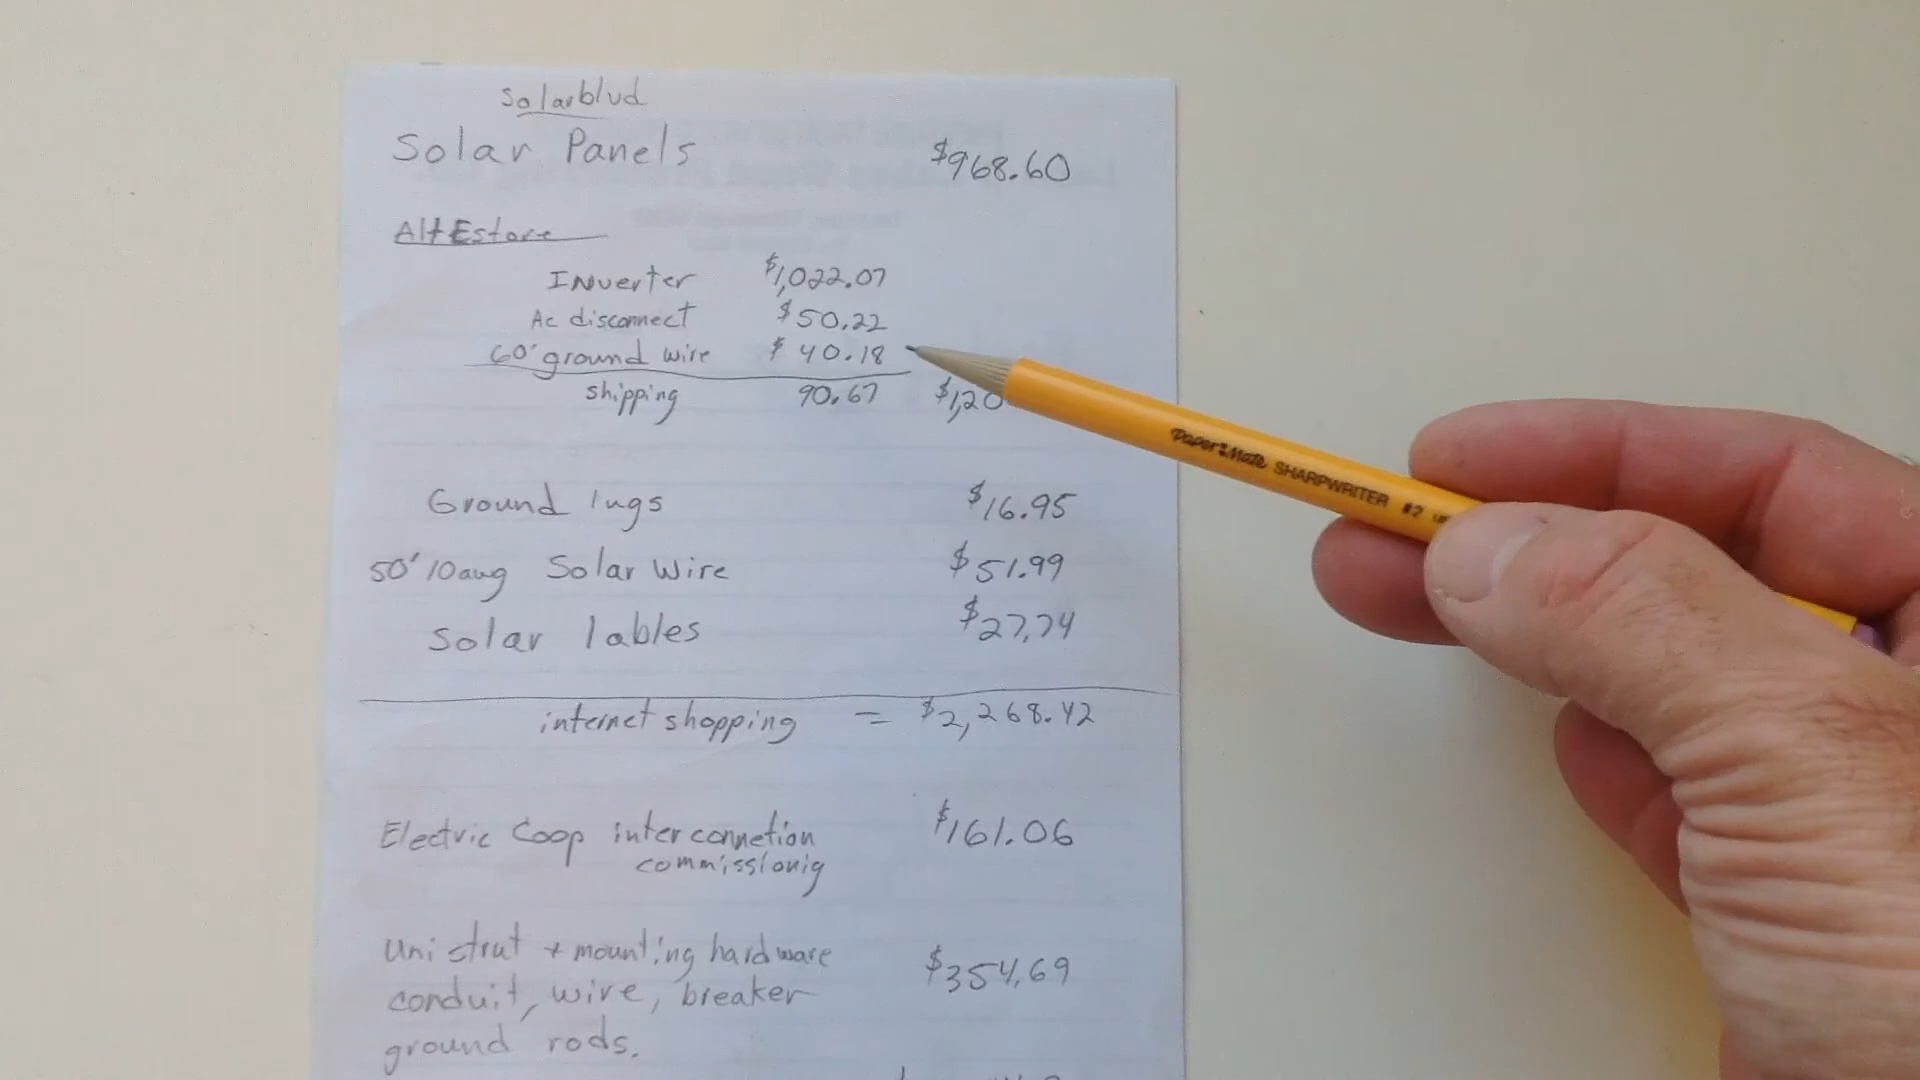 Solarblvd
Solar Panels $968.60
AltEstore
Inverter $1,022.07
Ac disconnect $50.22
60' ground wire $40.18
shipping 90.67 $1,20
Ground lugs $16.95
50' 10awg Solar Wire $51.99
Solar lables $27.74
internet shopping = $2,268.42
Electric Coop interconnetion $161.06
commissionig
Uni strut + mounting hardware $354.69
conduit, wire, breaker
ground rods.
Paper Mate SHARPWRITER #2